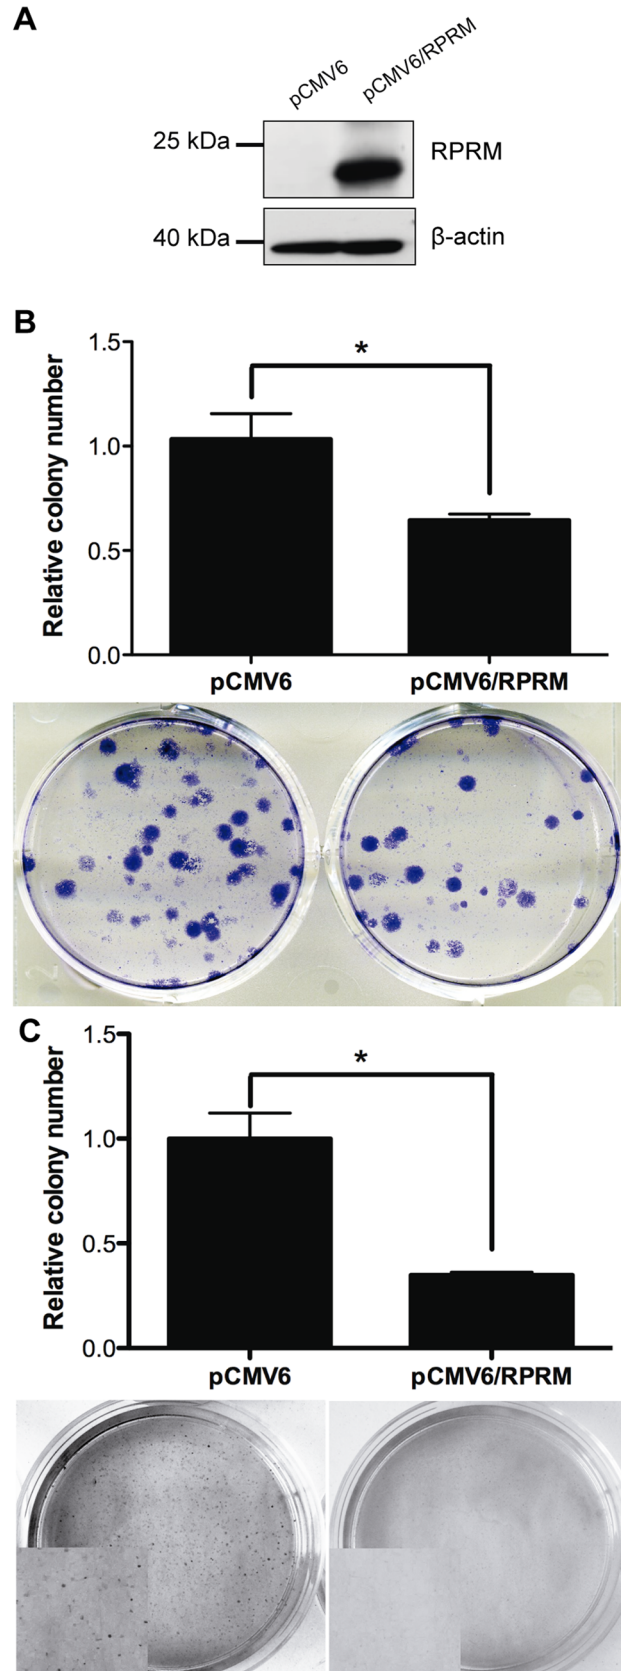 A
pCMV6
pCMV6/RPRM
25 kDa
RPRM
40 kDa
β-actin
B
Relative colony number
1.5
1.0
0.5
0.0
*
pCMV6
pCMV6/RPRM
C
Relative colony number
1.5
1.0
0.5
0.0
*
pCMV6
pCMV6/RPRM